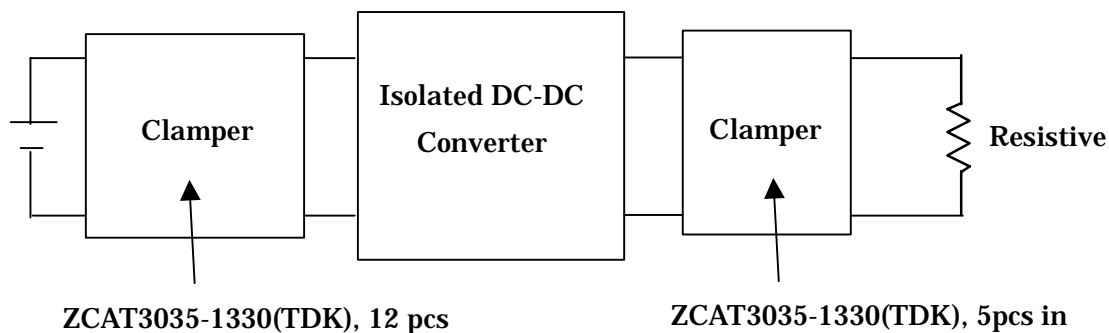 Clamper
Isolated DC-DC
Converter
Clamper
Resistive
ZCAT3035-1330(TDK), 12 pcs
ZCAT3035-1330(TDK), 5pcs in